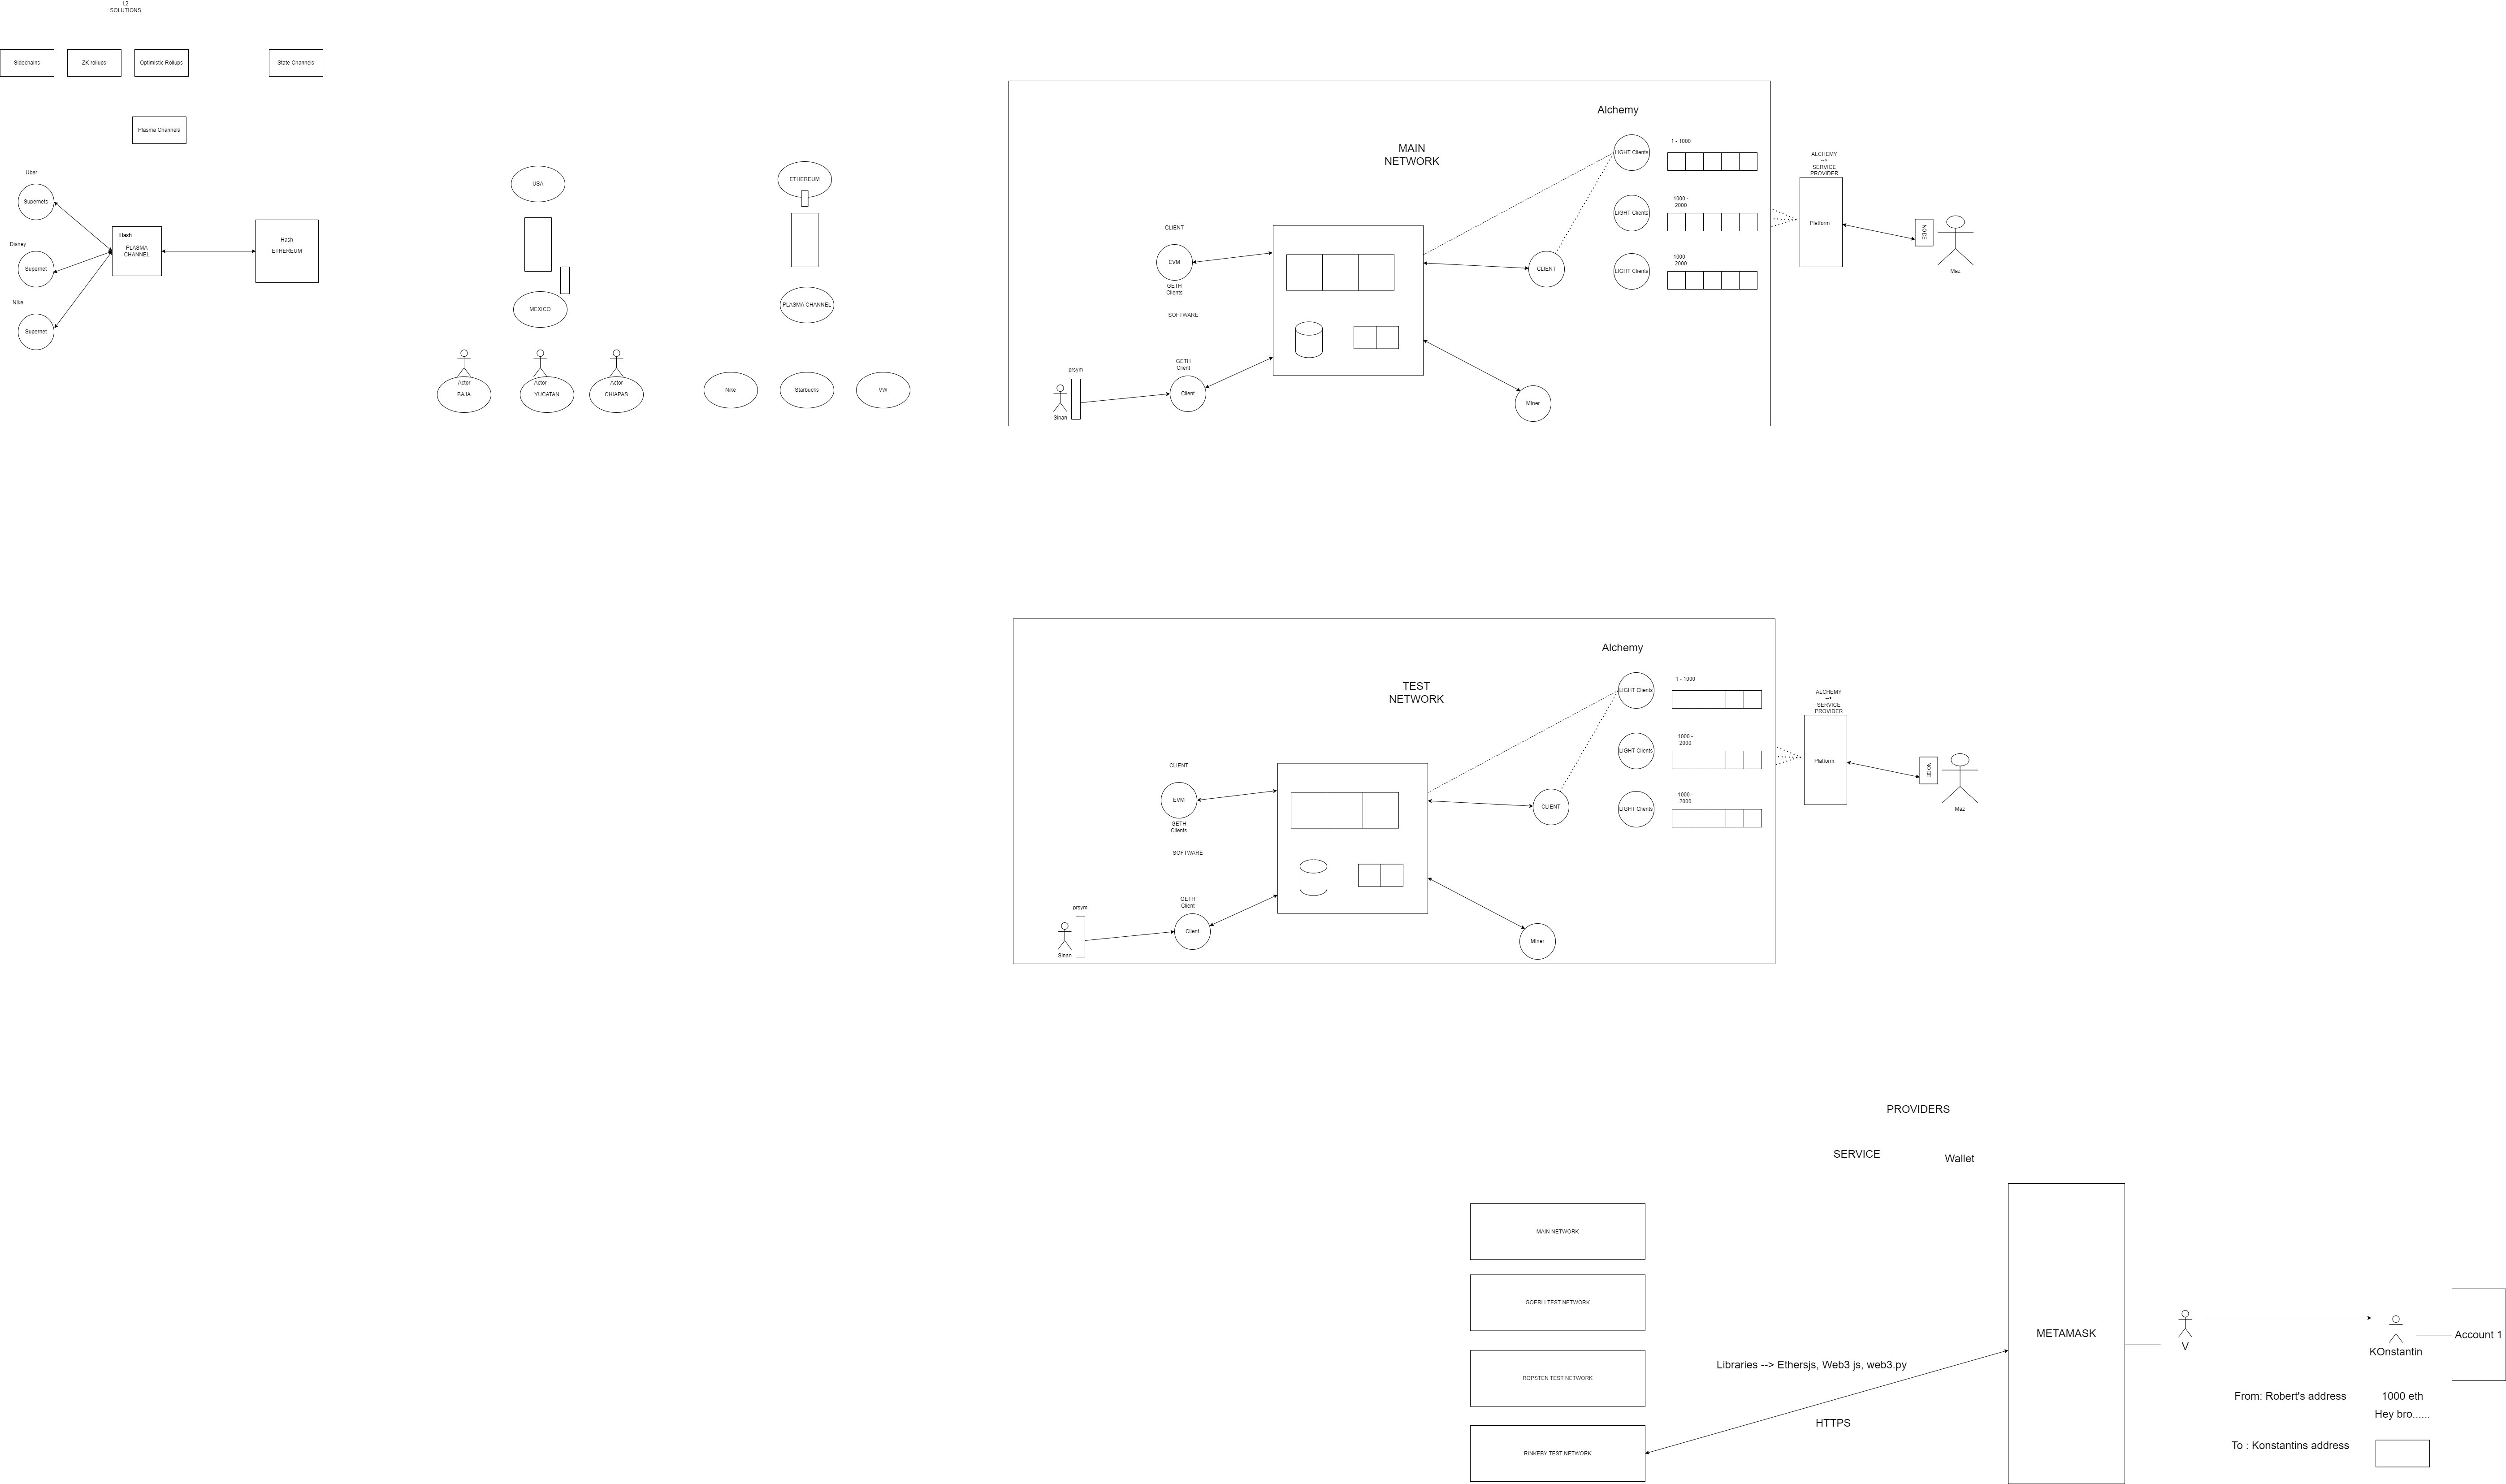 L2
SOLUTIONS
Sidechains
ZK rollups
Optimistic Rollups
State Channels
Plasma Channels
Uber
Supernets
Disney
Supernet
Nike
Supernet
Hash
PLASMA
CHANNEL
Hash
ETHEREUM
USA
MEXICO
Actor
BAJA
Actor
YUCATAN
Actor
CHIAPAS
ETHEREUM
PLASMA CHANNEL
Nike
Starbucks
VW
MAIN
NETWORK
Alchemy
LIGHT Clients
1 - 1000
LIGHT Clients
1000 -
2000
LIGHT Clients
1000 -
2000
CLIENT
EVM
GETH
Clients
SOFTWARE
GETH
Client
Client
prsym
Sinan
CLIENT
MIner
ALCHEMY
-->
SERVICE
PROVIDER
Platform
NODE
Maz
TEST
NETWORK
Alchemy
LIGHT Clients
1 - 1000
LIGHT Clients
1000 -
2000
LIGHT Clients
1000 -
2000
CLIENT
EVM
GETH
Clients
SOFTWARE
GETH
Client
Client
prsym
Sinan
CLIENT
MIner
ALCHEMY
-->
SERVICE
PROVIDER
Platform
NODE
Maz
PROVIDERS
SERVICE
Wallet
MAIN NETWORK
GOERLI TEST NETWORK
ROPSTEN TEST NETWORK
RINKEBY TEST NETWORK
Libraries --> Ethersjs, Web3 js, web3.py
HTTPS
METAMASK
V
KOnstantin
Account 1
From: Robert's address
1000 eth
Hey bro......
To : Konstantins address